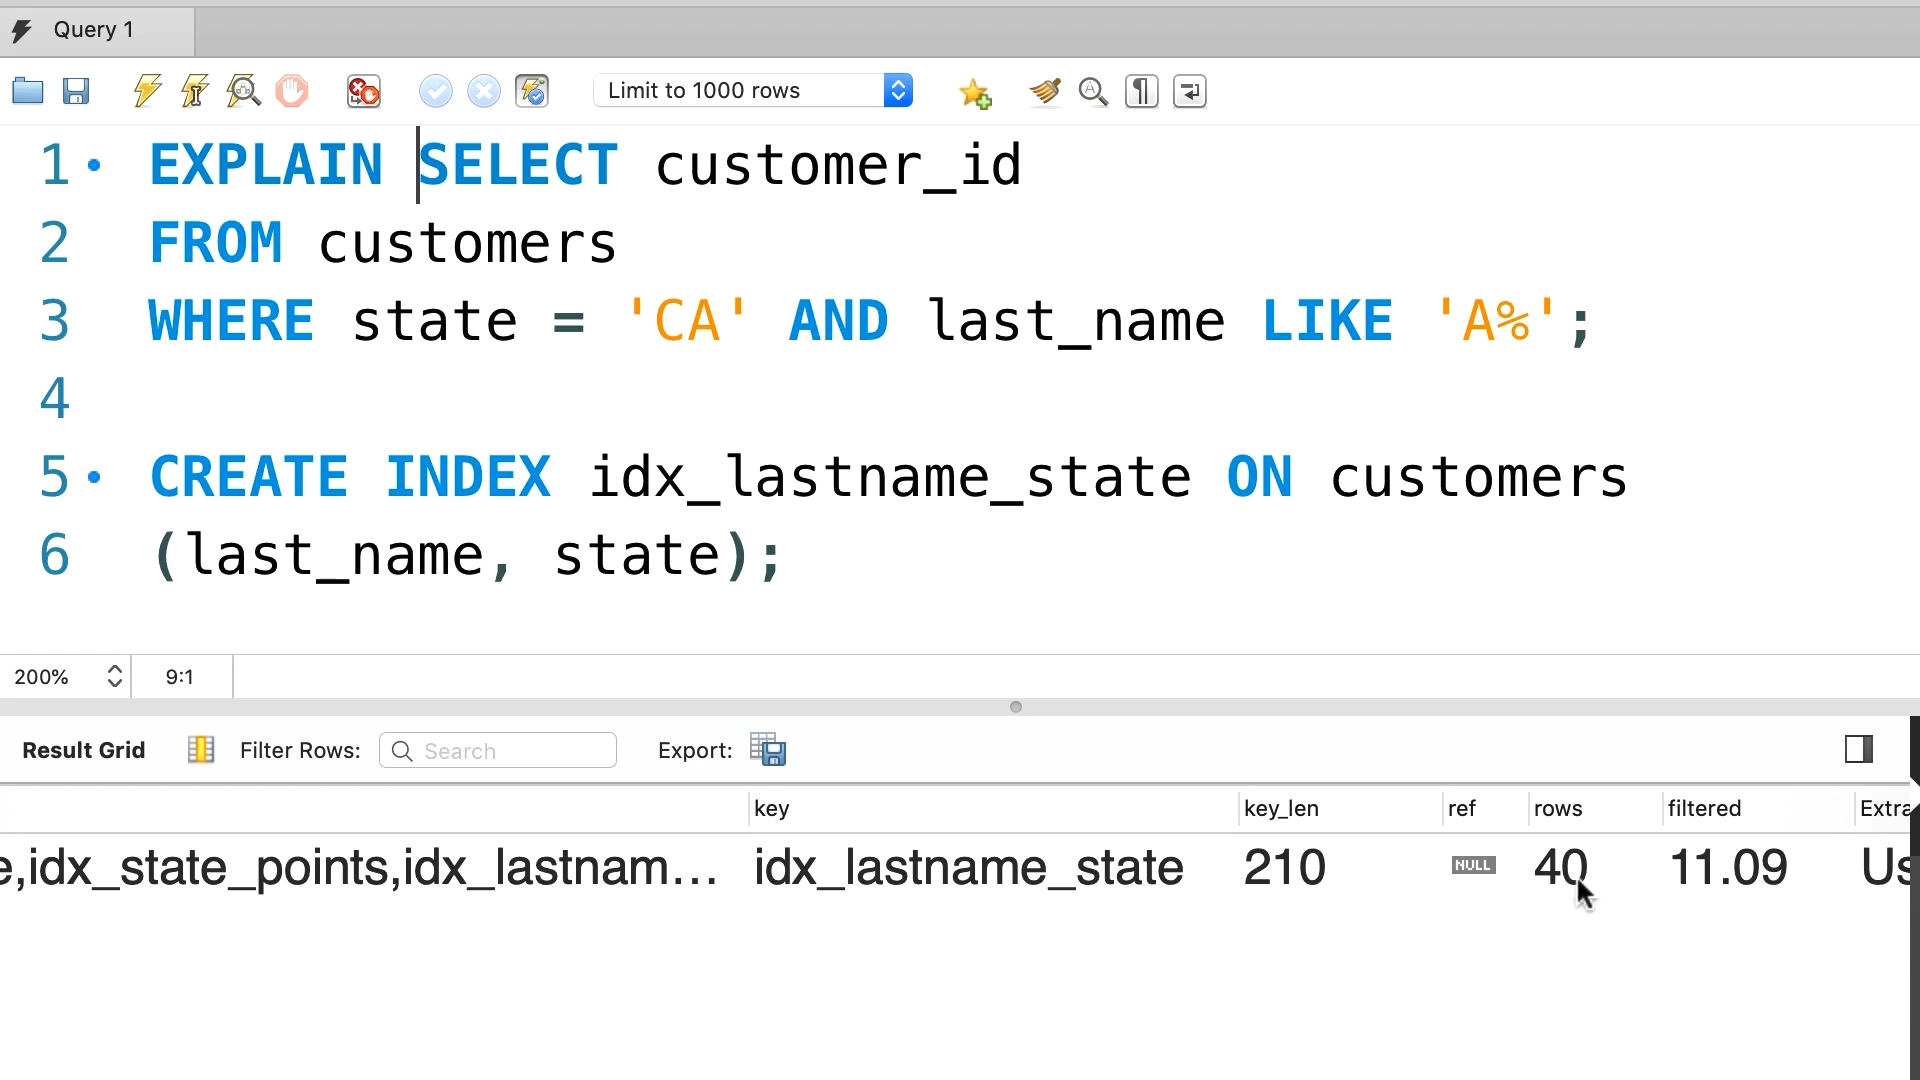 Query 1
Limit to 1000 rows
1 EXPLAIN SELECT customer_id
2 FROM customers
3 WHERE state = 'CA' AND last_name LIKE 'A%';
4
5 CREATE INDEX idx_lastname_state ON customers
6 (last_name, state);
200% 9:1
Result Grid Filter Rows: Search Export:
key key_len ref rows filtered Extra
e,idx_state_points,idx_lastnam... idx_lastname_state 210 NULL 40 11.09 Us